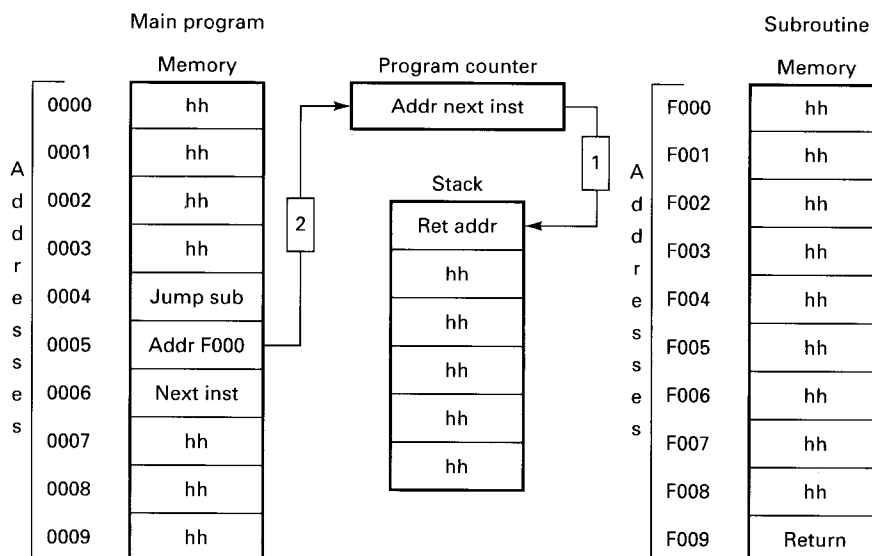 Main program
Subroutine
Memory
Program counter
Memory
0000 hh
Addr next inst
F000 hh
0001 hh
1
F001 hh
Stack
0002 hh
2
Ret addr
F002 hh
0003 hh
hh
F003 hh
0004 Jump sub
hh
F004 hh
0005 Addr F000
hh
F005 hh
0006 Next inst
hh
F006 hh
0007 hh
hh
F007 hh
0008 hh
F008 hh
0009 hh
F009 Return
Addresses
Addresses